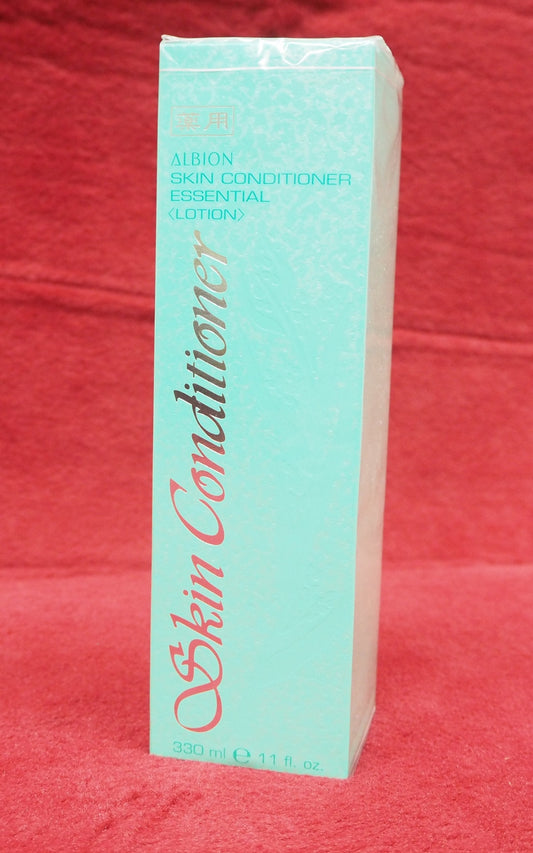 薬用
ALBION
SKIN CONDITIONER
ESSENTIAL
〈LOTION〉
Skin Conditioner
330 ml ℮ 11 fl. oz.